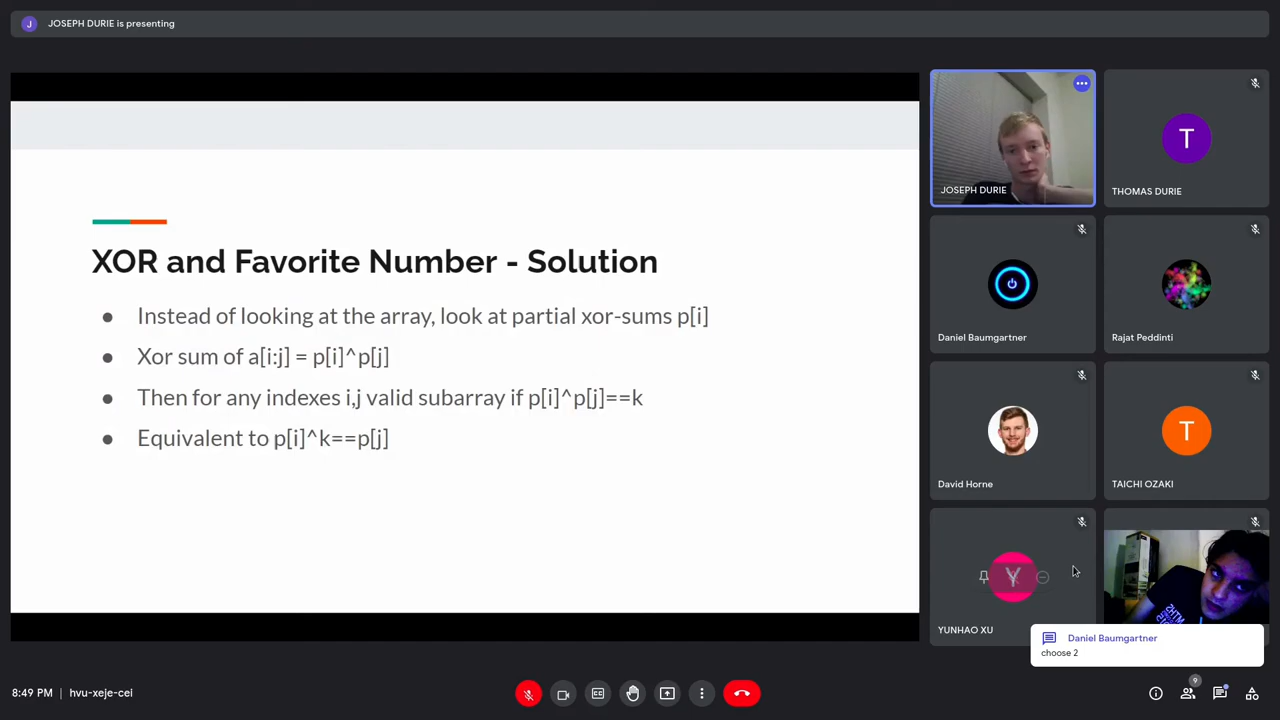 J
JOSEPH DURIE is presenting
XOR and Favorite Number - Solution
● Instead of looking at the array, look at partial xor-sums p[i]
● Xor sum of a[i:j] = p[i]^p[j]
● Then for any indexes i,j valid subarray if p[i]^p[j]==k
● Equivalent to p[i]^k==p[j]
JOSEPH DURIE
T
THOMAS DURIE
Daniel Baumgartner
Rajat Peddinti
David Horne
T
TAICHI OZAKI
Y
YUNHAO XU
Daniel Baumgartner
choose 2
8:49 PM | hvu-xeje-cei
9